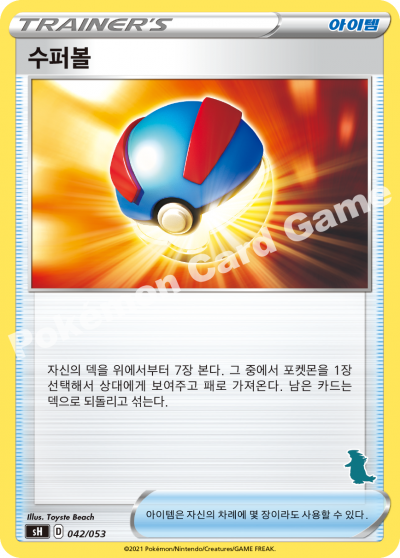 TRAINER'S 아이템
수퍼볼
Pokémon Card Game
자신의 덱을 위에서부터 7장 본다. 그 중에서 포켓몬을 1장
선택해서 상대에게 보여주고 패로 가져온다. 남은 카드는
덱으로 되돌리고 섞는다.
Illus. Toyste Beach
sH D 042/053
아이템은 자신의 차례에 몇 장이라도 사용할 수 있다.
©2021 Pokémon/Nintendo/Creatures/GAME FREAK.